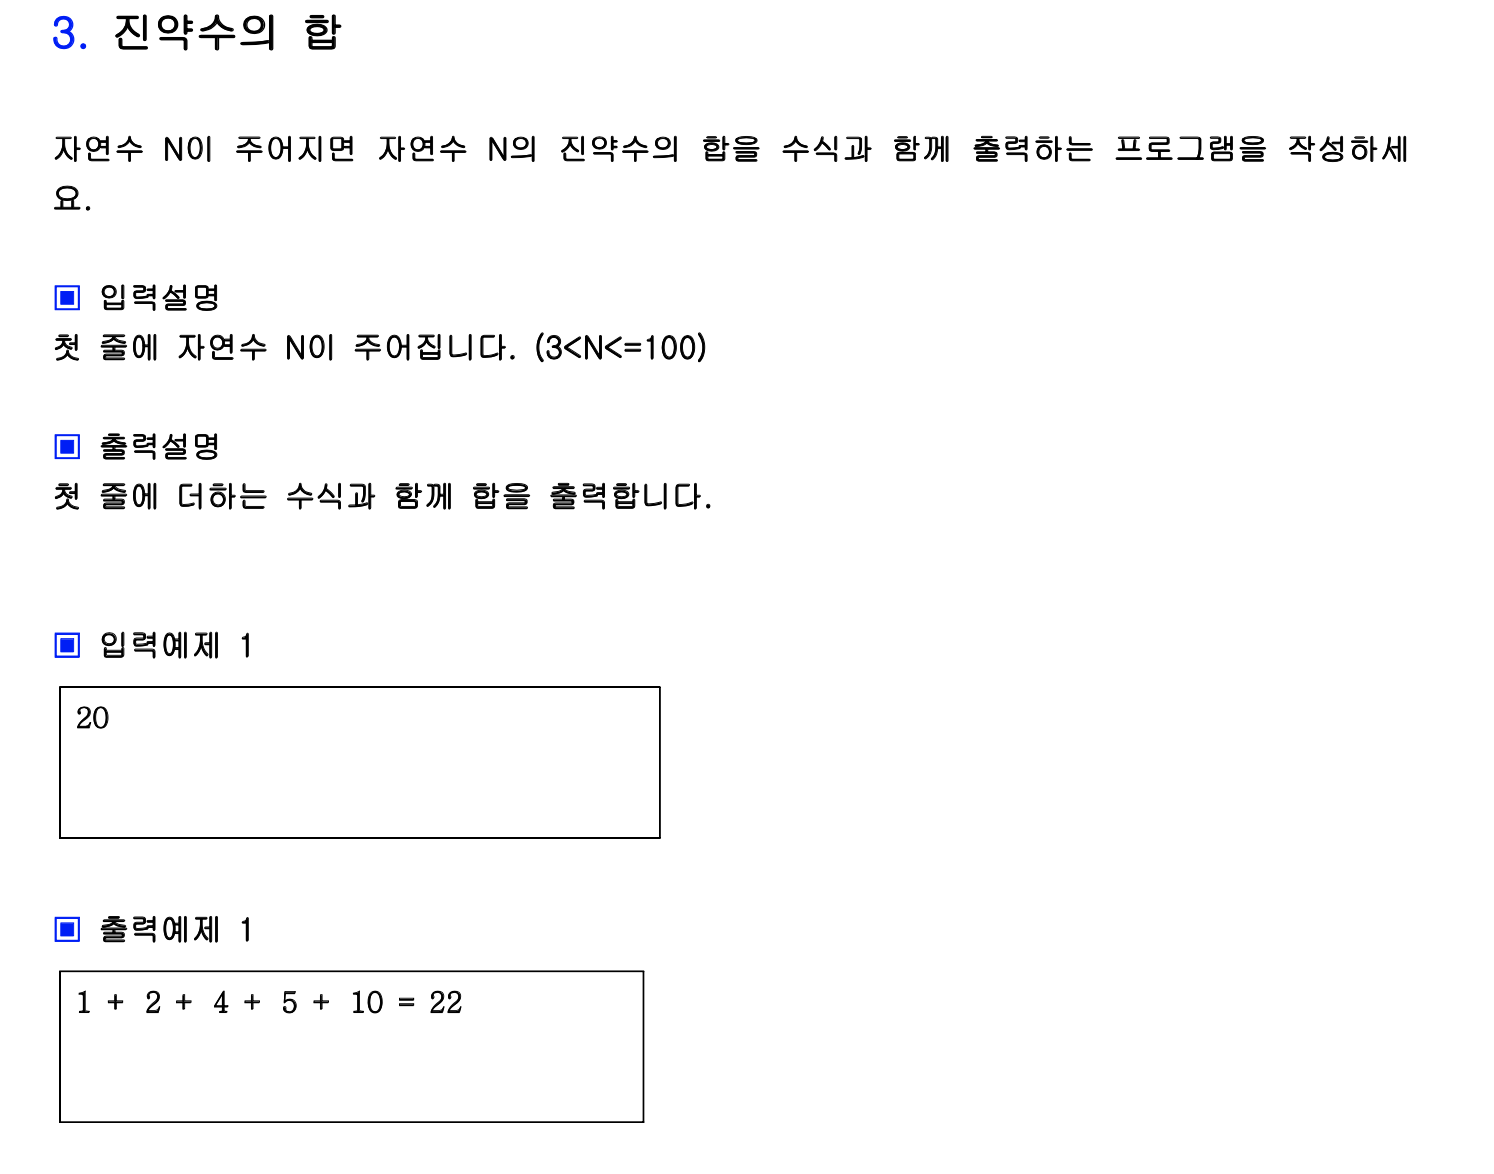 3. 진약수의 합
자연수 N이 주어지면 자연수 N의 진약수의 합을 수식과 함께 출력하는 프로그램을 작성하세
요.
▣ 입력설명
첫 줄에 자연수 N이 주어집니다. (3<N<=100)
▣ 출력설명
첫 줄에 더하는 수식과 함께 합을 출력합니다.
▣ 입력예제 1
20
▣ 출력예제 1
1 + 2 + 4 + 5 + 10 = 22